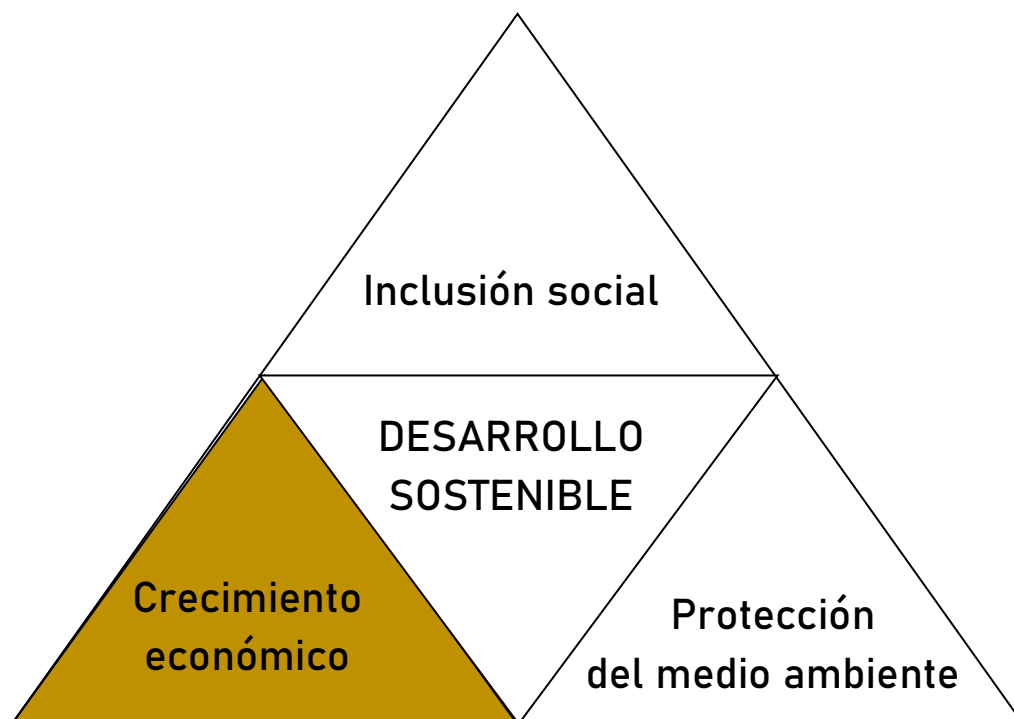 Inclusión social
DESARROLLO
SOSTENIBLE
Crecimiento
económico
Protección
del medio ambiente